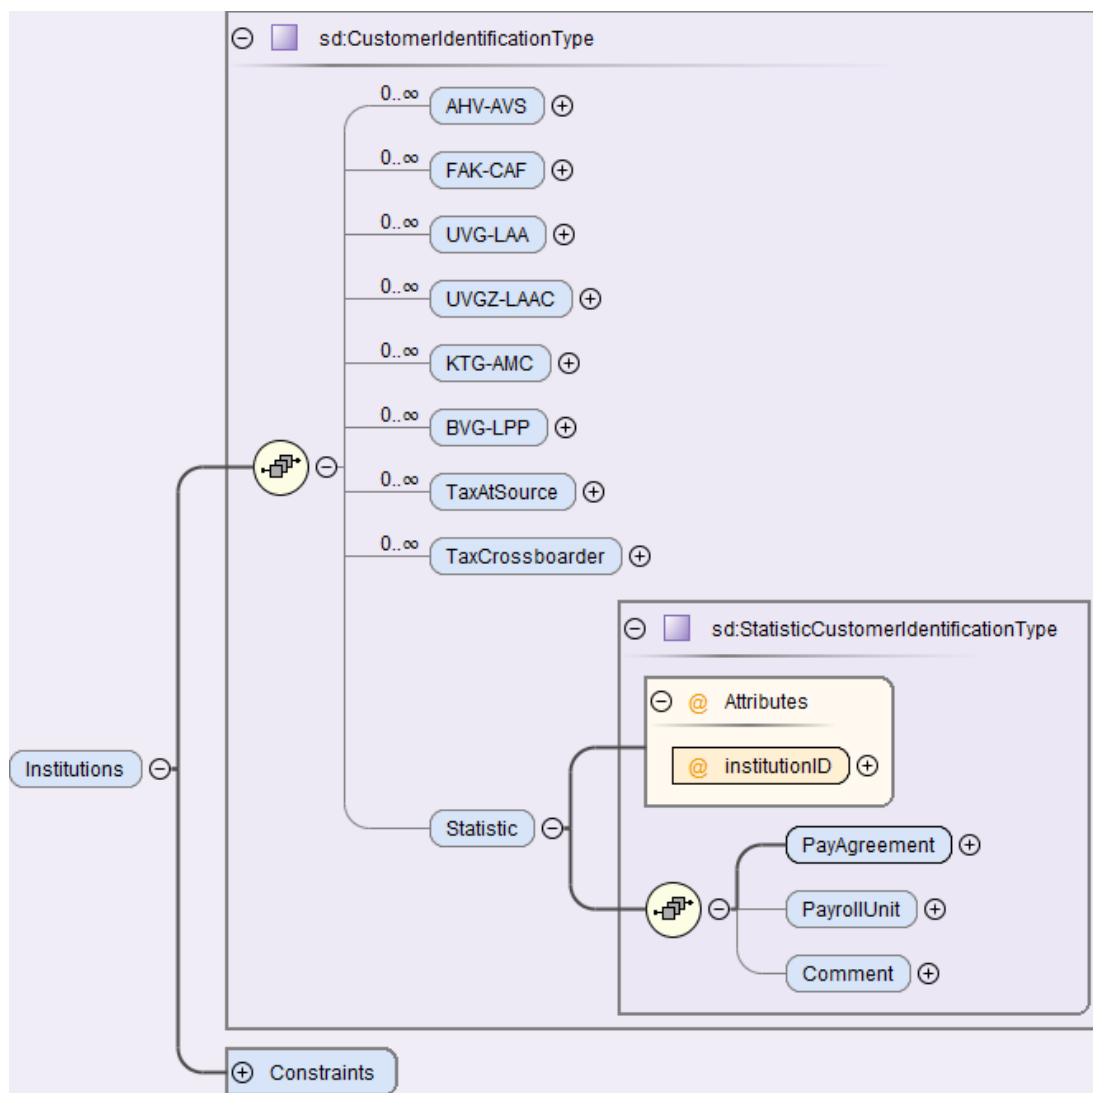 sd:CustomerIdentificationType
0..∞
AHV-AVS
0..∞
FAK-CAF
0..∞
UVG-LAA
0..∞
UVGZ-LAAC
0..∞
KTG-AMC
0..∞
BVG-LPP
0..∞
TaxAtSource
0..∞
TaxCrossboarder
sd:StatisticCustomerIdentificationType
@ Attributes
@ institutionID
Institutions
Statistic
PayAgreement
PayrollUnit
Comment
Constraints